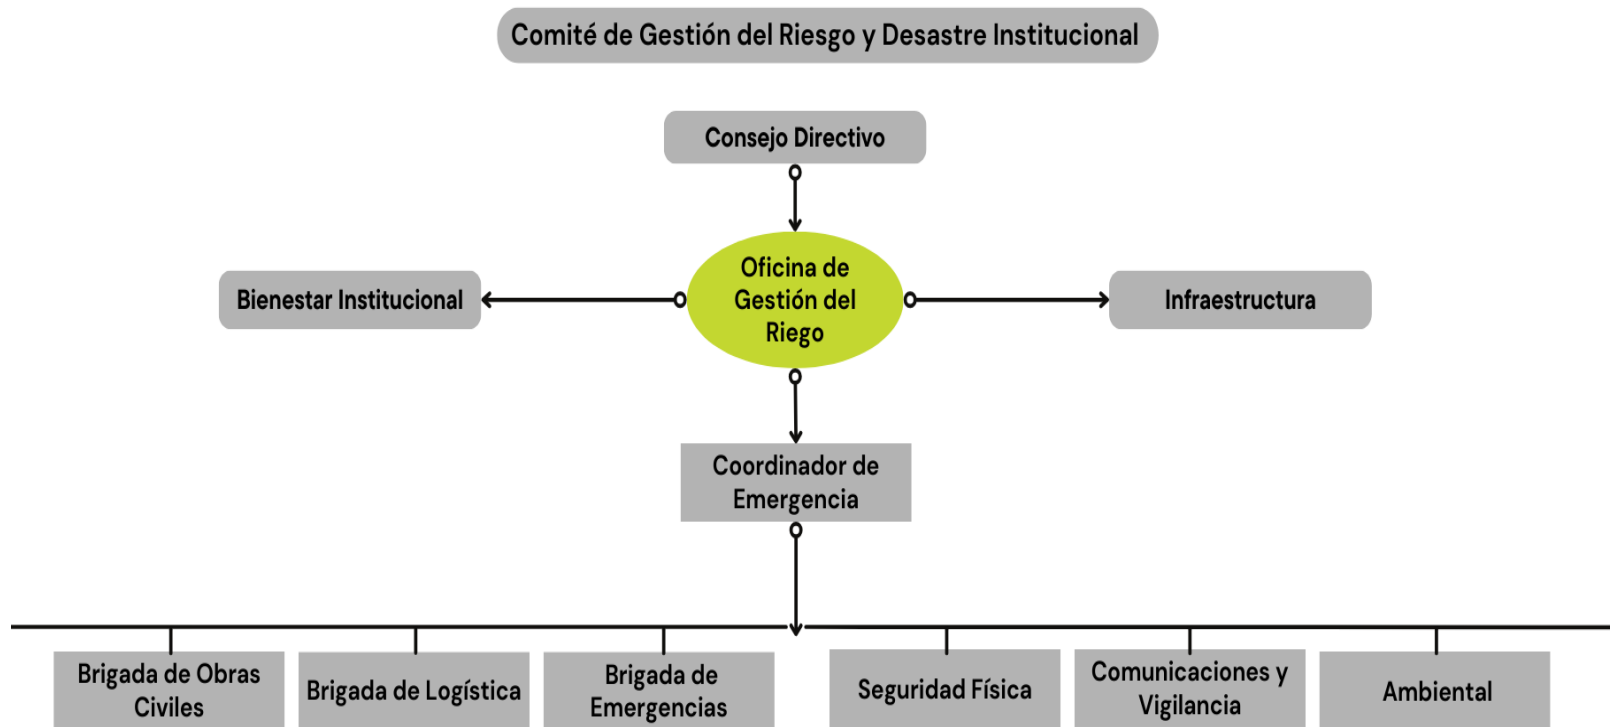 Comité de Gestión del Riesgo y Desastre Institucional
Consejo Directivo
Oficina de
Gestión del
Riego
Bienestar Institucional
Infraestructura
Coordinador de
Emergencia
Brigada de Obras
Civiles
Brigada de Logística
Brigada de
Emergencias
Seguridad Física
Comunicaciones y
Vigilancia
Ambiental